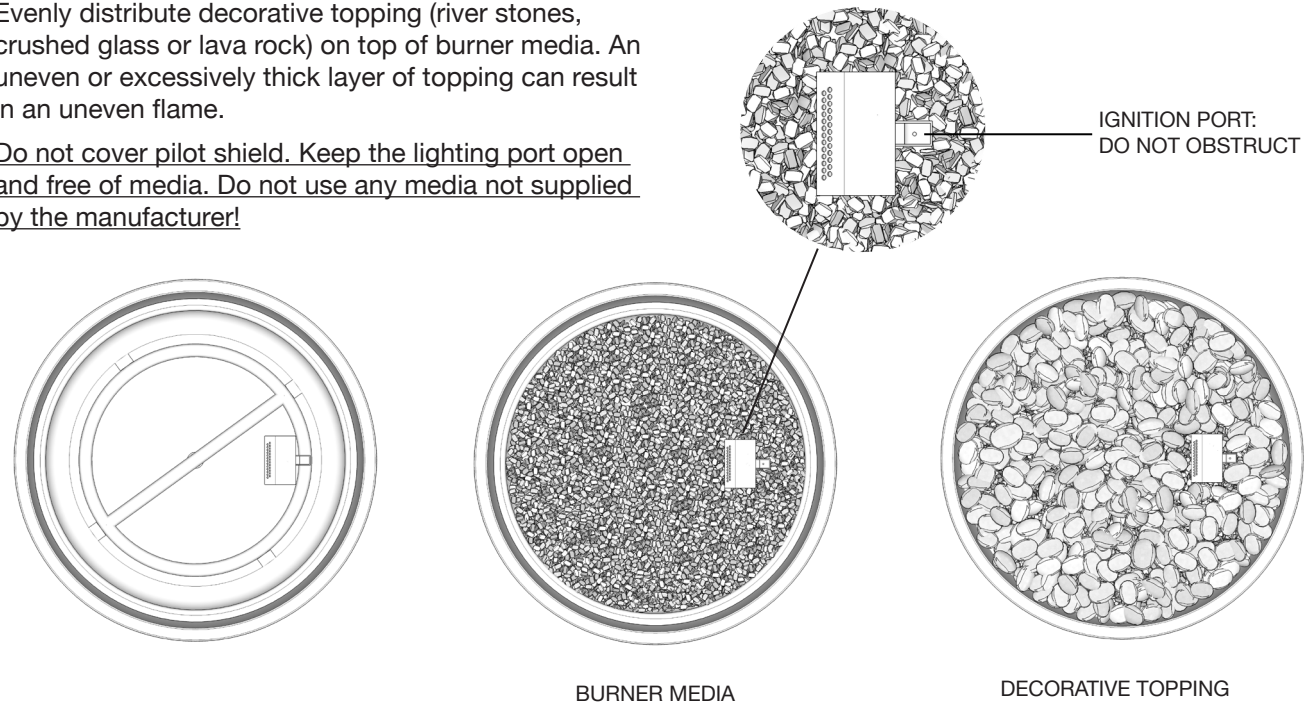 Evenly distribute decorative topping (river stones,
crushed glass or lava rock) on top of burner media. An
uneven or excessively thick layer of topping can result
in an uneven flame.
Do not cover pilot shield. Keep the lighting port open
and free of media. Do not use any media not supplied
by the manufacturer!
IGNITION PORT:
DO NOT OBSTRUCT
BURNER MEDIA
DECORATIVE TOPPING